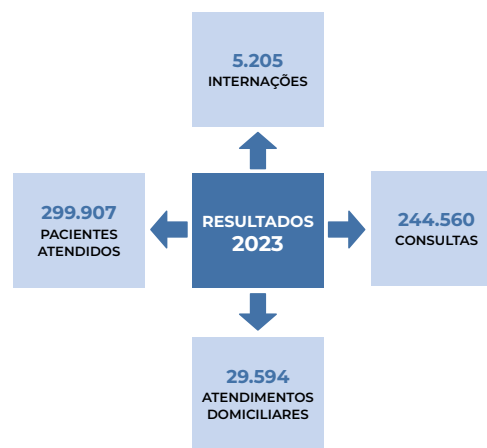 5.205
INTERNAÇÕES
299.907
PACIENTES
ATENDIDOS
RESULTADOS
2023
244.560
CONSULTAS
29.594
ATENDIMENTOS
DOMICILIARES